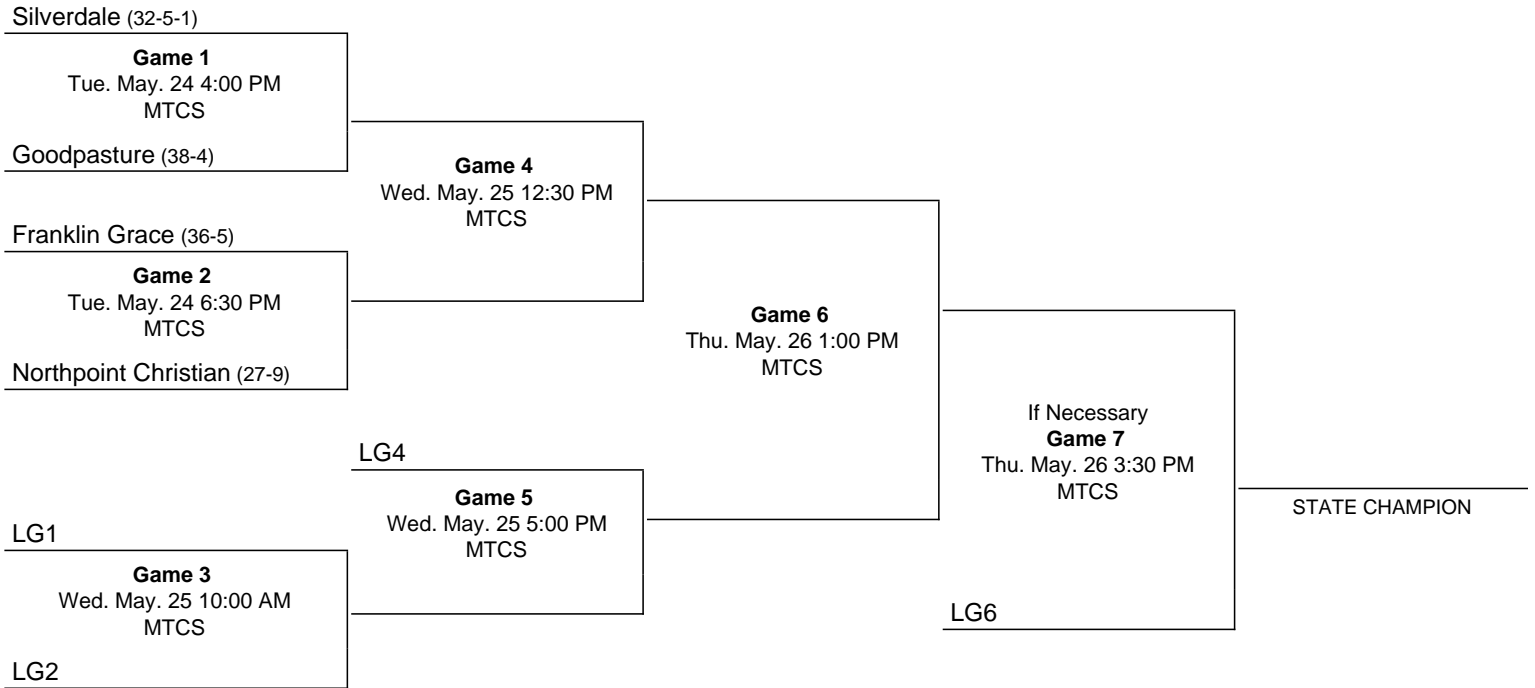 Silverdale (32-5-1)
Game 1
Tue. May. 24 4:00 PM
MTCS
Goodpasture (38-4)
Franklin Grace (36-5)
Game 2
Tue. May. 24 6:30 PM
MTCS
Northpoint Christian (27-9)
LG1
Game 3
Wed. May. 25 10:00 AM
MTCS
LG2
Game 4
Wed. May. 25 12:30 PM
MTCS
LG4
Game 5
Wed. May. 25 5:00 PM
MTCS
Game 6
Thu. May. 26 1:00 PM
MTCS
If Necessary
Game 7
Thu. May. 26 3:30 PM
MTCS
LG6
STATE CHAMPION